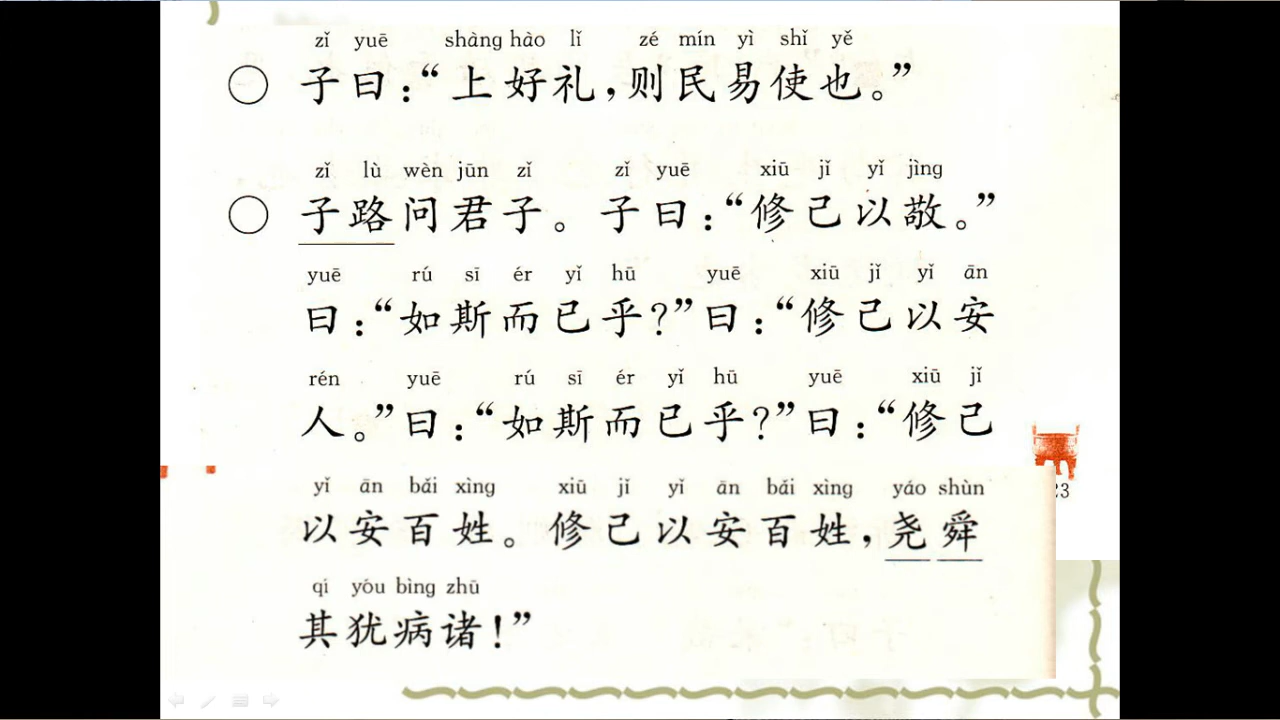 zǐ yuē shàng hào lǐ zé mín yì shǐ yě
○ 子曰：“上好礼，则民易使也。”
zǐ lù wèn jūn zǐ zǐ yuē xiū jǐ yǐ jìng
○ 子路问君子。子曰：“修己以敬。”
yuē rú sī ér yǐ hū yuē xiū jǐ yǐ ān
曰：“如斯而已乎？”曰：“修己以安
rén yuē rú sī ér yǐ hū yuē xiū jǐ
人。”曰：“如斯而已乎？”曰：“修己
23
yǐ ān bǎi xìng xiū jǐ yǐ ān bǎi xìng yáo shùn
以安百姓。修己以安百姓，尧舜
qí yóu bìng zhū
其犹病诸！”